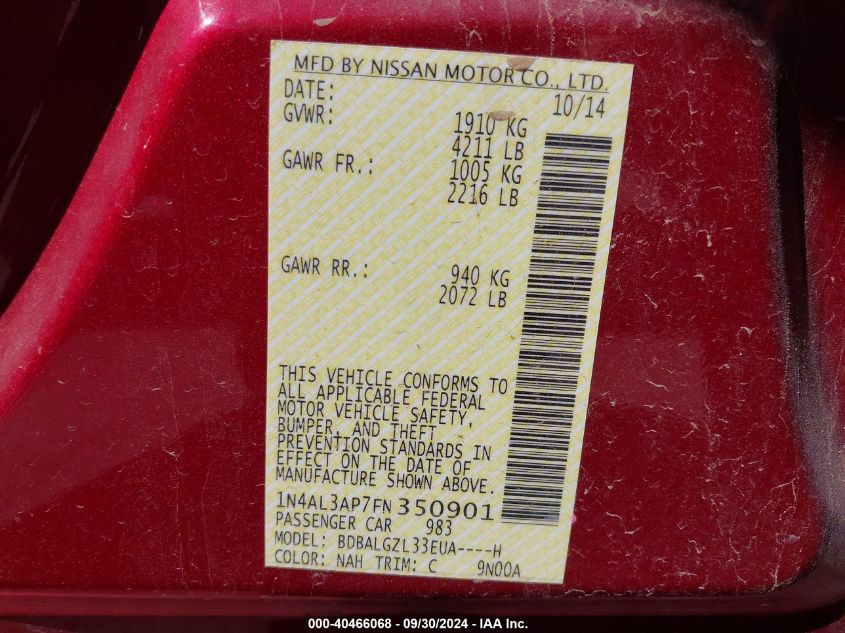 MFD BY NISSAN MOTOR CO., LTD.
DATE: 10/14
GVWR: 1910 KG
4211 LB
GAWR FR.: 1005 KG
2216 LB
GAWR RR.: 940 KG
2072 LB
THIS VEHICLE CONFORMS TO
ALL APPLICABLE FEDERAL
MOTOR VEHICLE SAFETY,
BUMPER, AND THEFT
PREVENTION STANDARDS IN
EFFECT ON THE DATE OF
MANUFACTURE SHOWN ABOVE.
1N4AL3AP7FN350901
PASSENGER CAR 983
MODEL: BDBALGZL33EUA----H
COLOR: NAH TRIM: C 9N00A
000-40466068 - 09/30/2024 - IAA Inc.